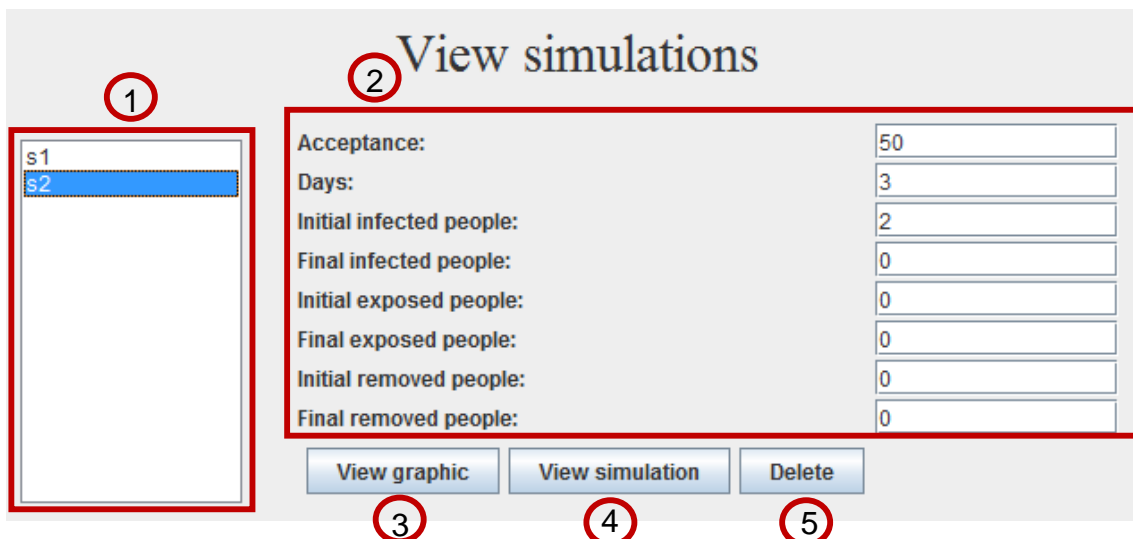 View simulations
1
2
s1
s2
Acceptance: 50
Days: 3
Initial infected people: 2
Final infected people: 0
Initial exposed people: 0
Final exposed people: 0
Initial removed people: 0
Final removed people: 0
View graphic View simulation Delete
3 4 5